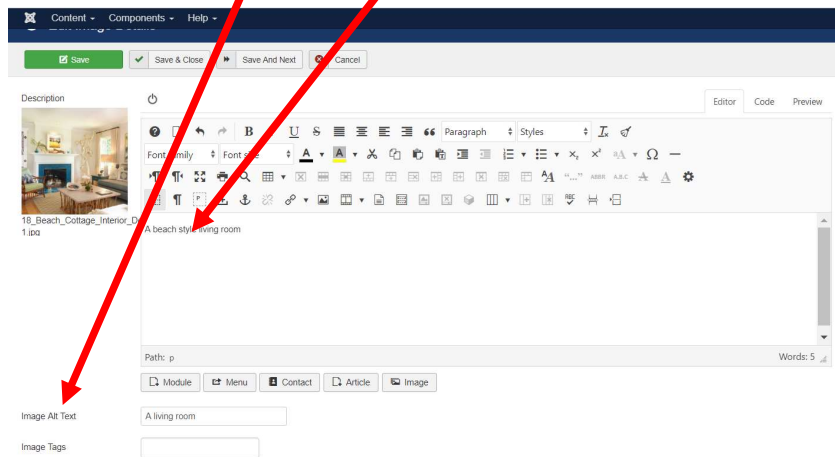 Content Components Help
Save Save & Close Save And Next Cancel
Description
Editor Code Preview
B U S Paragraph Styles
Font size A A Ω
ABBR A.B.C A A
18_Beach_Cottage_Interior_D
1.jpg
A beach style living room
Path: p
Words: 5
Module Menu Contact Article Image
Image Alt Text
A living room
Image Tags